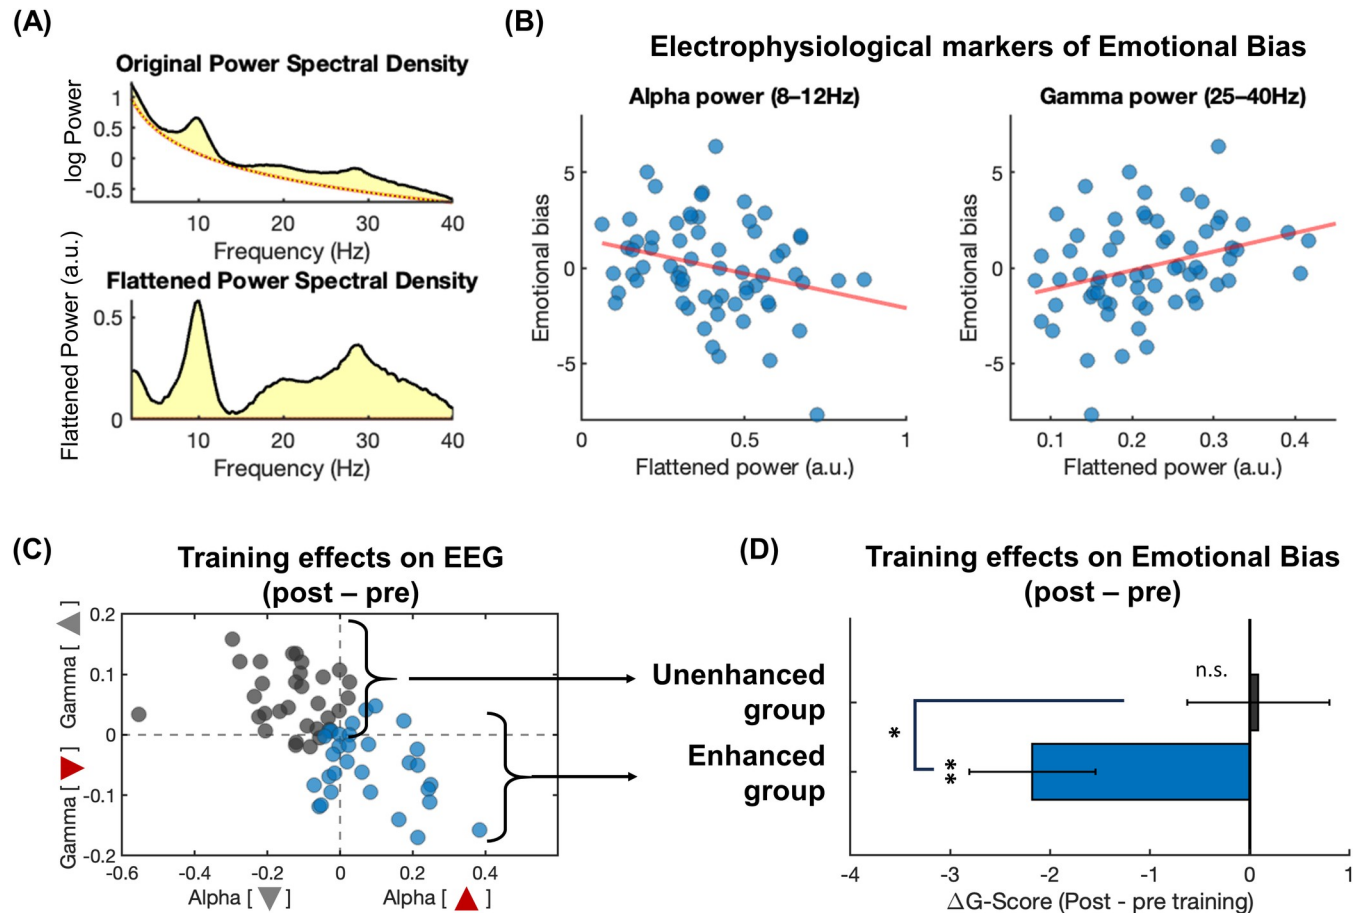 (A)
Original Power Spectral Density
log Power
1
0.5
0
-0.5
10 20 30 40
Frequency (Hz)
Flattened Power Spectral Density
Flattened Power (a.u.)
0.5
0
10 20 30 40
Frequency (Hz)
(B)
Electrophysiological markers of Emotional Bias
Alpha power (8–12Hz)
Emotional bias
5
0
-5
0 0.5 1
Flattened power (a.u.)
Gamma power (25–40Hz)
Emotional bias
5
0
-5
0.1 0.2 0.3 0.4
Flattened power (a.u.)
(C)
Training effects on EEG
(post – pre)
Gamma [ ]
Gamma [ ]
0.2
0.1
0
-0.1
-0.2
-0.6 -0.4 -0.2 0 0.2 0.4
Alpha [ ] Alpha [ ]
Unenhanced
group
Enhanced
group
(D)
Training effects on Emotional Bias
(post – pre)
n.s.
*
**
-4 -3 -2 -1 0 1
ΔG-Score (Post - pre training)